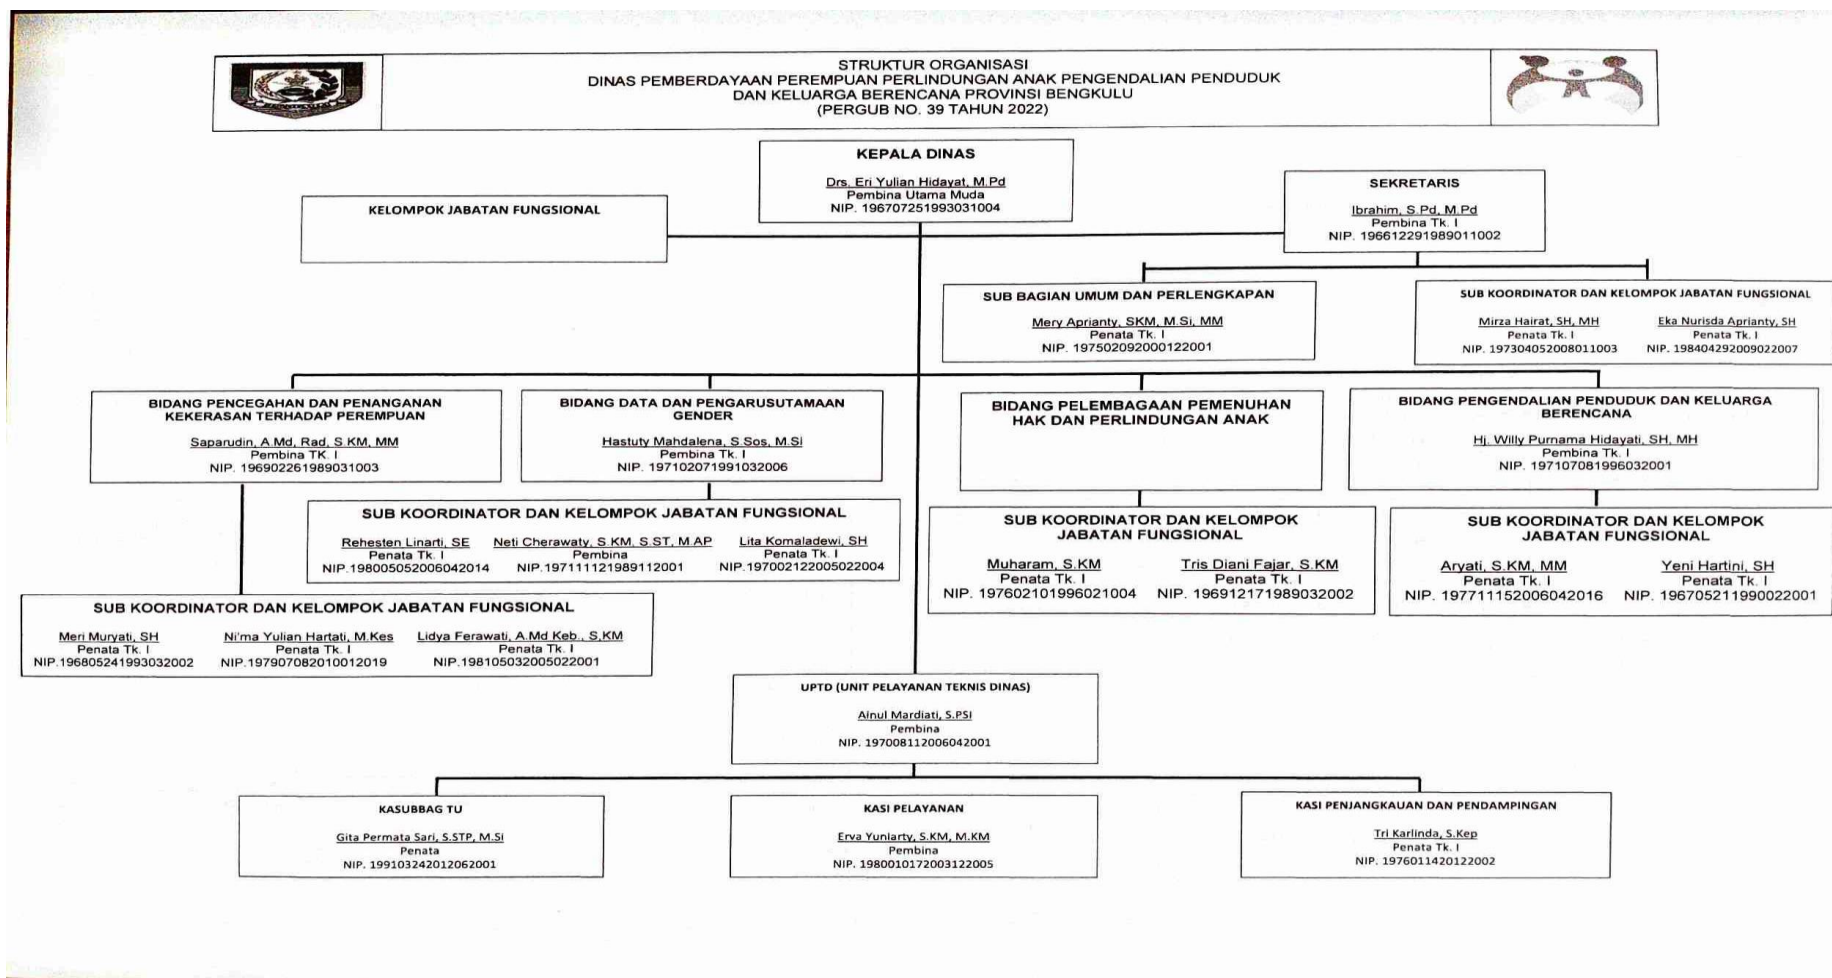 STRUKTUR ORGANISASI
DINAS PEMBERDAYAAN PEREMPUAN PERLINDUNGAN ANAK PENGENDALIAN PENDUDUK
DAN KELUARGA BERENCANA PROVINSI BENGKULU
(PERGUB NO. 39 TAHUN 2022)
KEPALA DINAS
Drs. Eri Yulian Hidayat, M.Pd
Pembina Utama Muda
NIP. 196707251993031004
KELOMPOK JABATAN FUNGSIONAL
SEKRETARIS
Ibrahim, S.Pd, M.Pd
Pembina Tk. I
NIP. 196612291989011002
SUB BAGIAN UMUM DAN PERLENGKAPAN
Mery Aprianty, SKM, M.Si, MM
Penata Tk. I
NIP. 197502092000122001
SUB KOORDINATOR DAN KELOMPOK JABATAN FUNGSIONAL
Mirza Hairat, SH, MH
Penata Tk. I
NIP. 197304052008011003
Eka Nurisda Aprianty, SH
Penata Tk. I
NIP. 198404292009022007
BIDANG PENCEGAHAN DAN PENANGANAN
KEKERASAN TERHADAP PEREMPUAN
Saparudin, A.Md, Rad, S.KM, MM
Pembina TK. I
NIP. 196902261989031003
BIDANG DATA DAN PENGARUSUTAMAAN
GENDER
Hastuty Mahdalena, S.Sos, M.Si
Pembina Tk. I
NIP. 197102071991032006
BIDANG PELEMBAGAAN PEMENUHAN
HAK DAN PERLINDUNGAN ANAK
BIDANG PENGENDALIAN PENDUDUK DAN KELUARGA
BERENCANA
Hj. Willy Purnama Hidayati, SH, MH
Pembina Tk. I
NIP. 197107081996032001
SUB KOORDINATOR DAN KELOMPOK JABATAN FUNGSIONAL
Rehesten Linarti, SE
Penata Tk. I
NIP.198005052006042014
Neti Cherawaty, S.KM, S.ST, M.AP
Pembina
NIP.197111121989112001
Lita Komaladewi, SH
Penata Tk. I
NIP.197002122005022004
SUB KOORDINATOR DAN KELOMPOK
JABATAN FUNGSIONAL
Muharam, S.KM
Penata Tk. I
NIP. 197602101996021004
Tris Diani Fajar, S.KM
Penata Tk. I
NIP. 196912171989032002
SUB KOORDINATOR DAN KELOMPOK
JABATAN FUNGSIONAL
Aryati, S.KM, MM
Penata Tk. I
NIP. 197711152006042016
Yeni Hartini, SH
Penata Tk. I
NIP. 196705211990022001
SUB KOORDINATOR DAN KELOMPOK JABATAN FUNGSIONAL
Meri Muryati, SH
Penata Tk. I
NIP.196805241993032002
Ni'ma Yulian Hartati, M.Kes
Penata Tk. I
NIP.197907082010012019
Lidya Ferawati, A.Md Keb., S.KM
Penata Tk. I
NIP.198105032005022001
UPTD (UNIT PELAYANAN TEKNIS DINAS)
Ainul Mardiati, S.PSI
Pembina
NIP. 197008112006042001
KASUBBAG TU
Gita Permata Sari, S.STP, M.Si
Penata
NIP. 199103242012062001
KASI PELAYANAN
Erva Yuniarty, S.KM, M.KM
Pembina
NIP. 1980010172003122005
KASI PENJANGKAUAN DAN PENDAMPINGAN
Tri Karlinda, S.Kep
Penata Tk. I
NIP. 1976011420122002